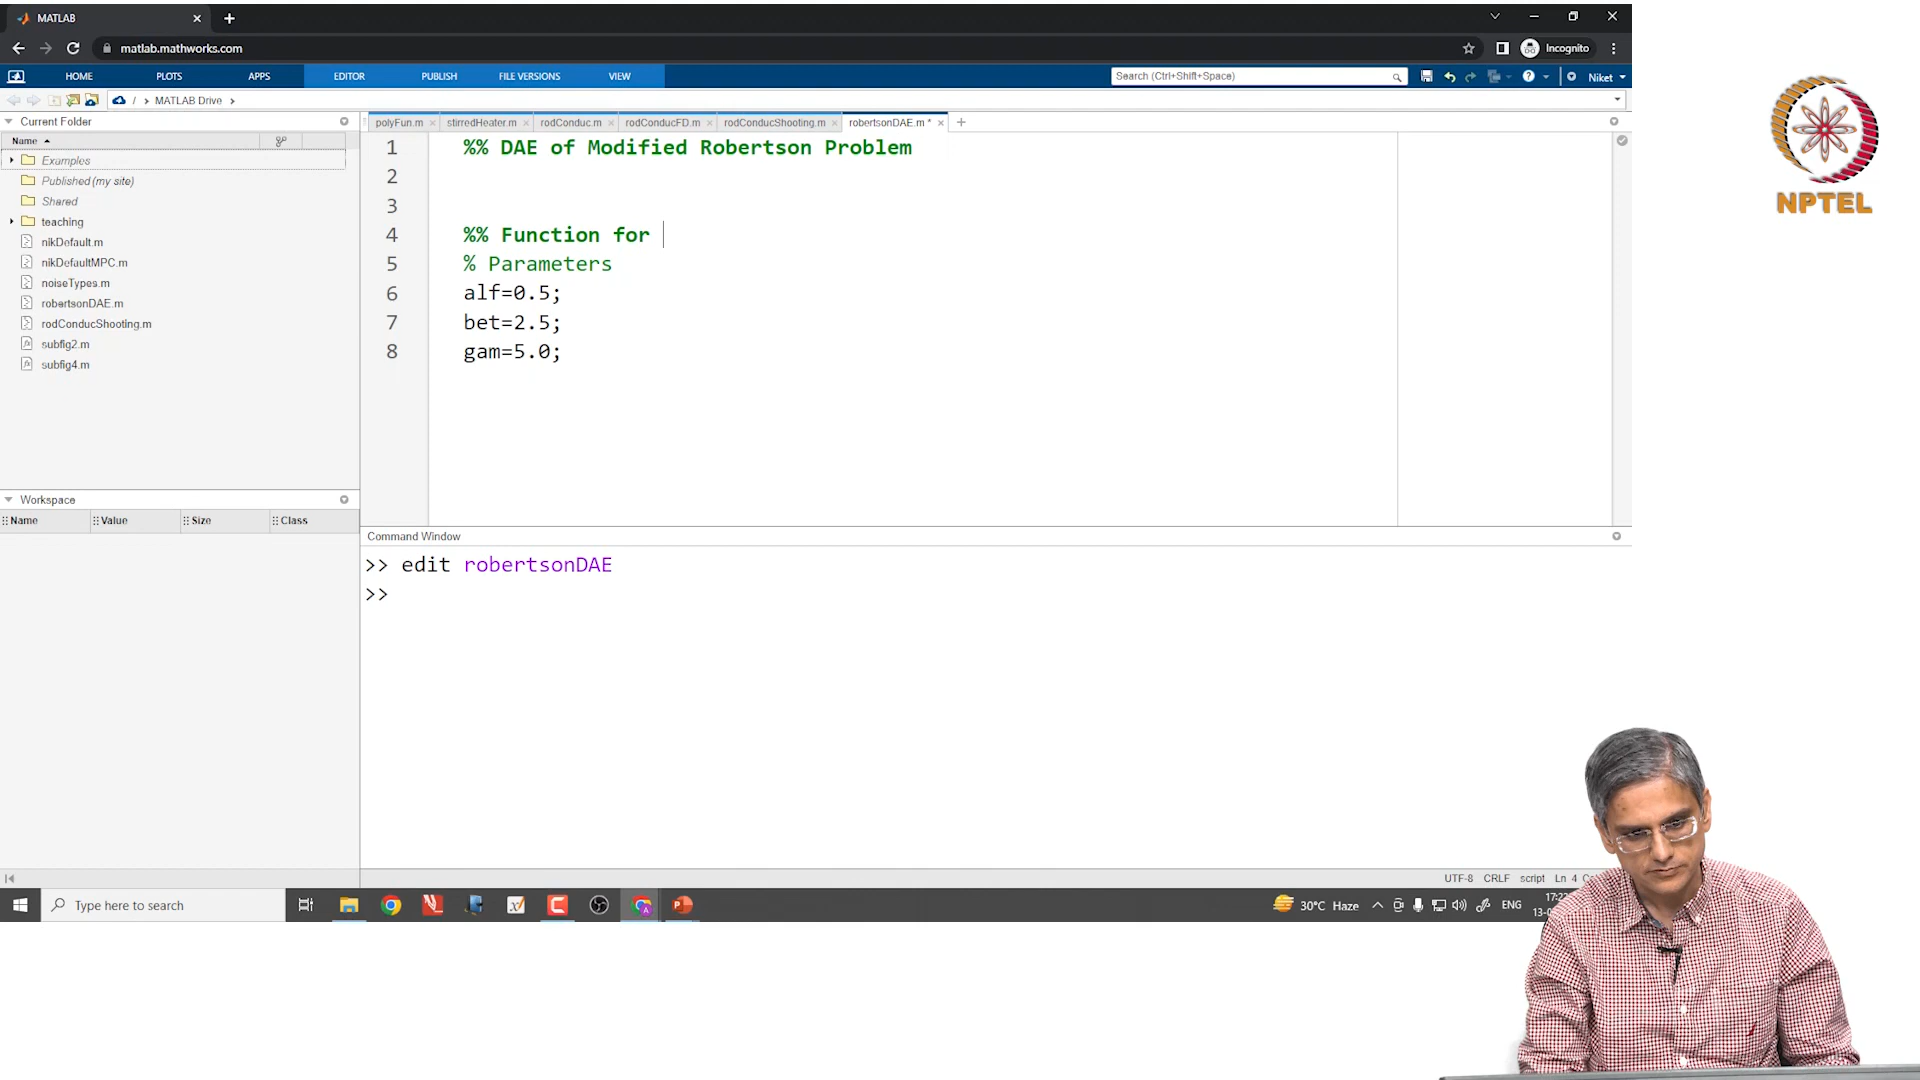 MATLAB
matlab.mathworks.com
Incognito
HOME PLOTS APPS EDITOR PUBLISH FILE VERSIONS VIEW
Search (Ctrl+Shift+Space)
Niket
/ > MATLAB Drive >
Current Folder
Name
Examples
Published (my site)
Shared
teaching
nikDefault.m
nikDefaultMPC.m
noiseTypes.m
robertsonDAE.m
rodConducShooting.m
subfig2.m
subfig4.m
Workspace
Name Value Size Class
polyFun.m stirredHeater.m rodConduc.m rodConducFD.m rodConducShooting.m robertsonDAE.m *
1 %% DAE of Modified Robertson Problem
2
3
4 %% Function for
5 % Parameters
6 alf=0.5;
7 bet=2.5;
8 gam=5.0;
Command Window
>> edit robertsonDAE
>>
UTF-8 CRLF script Ln 4
Type here to search
30°C Haze
ENG
NPTEL